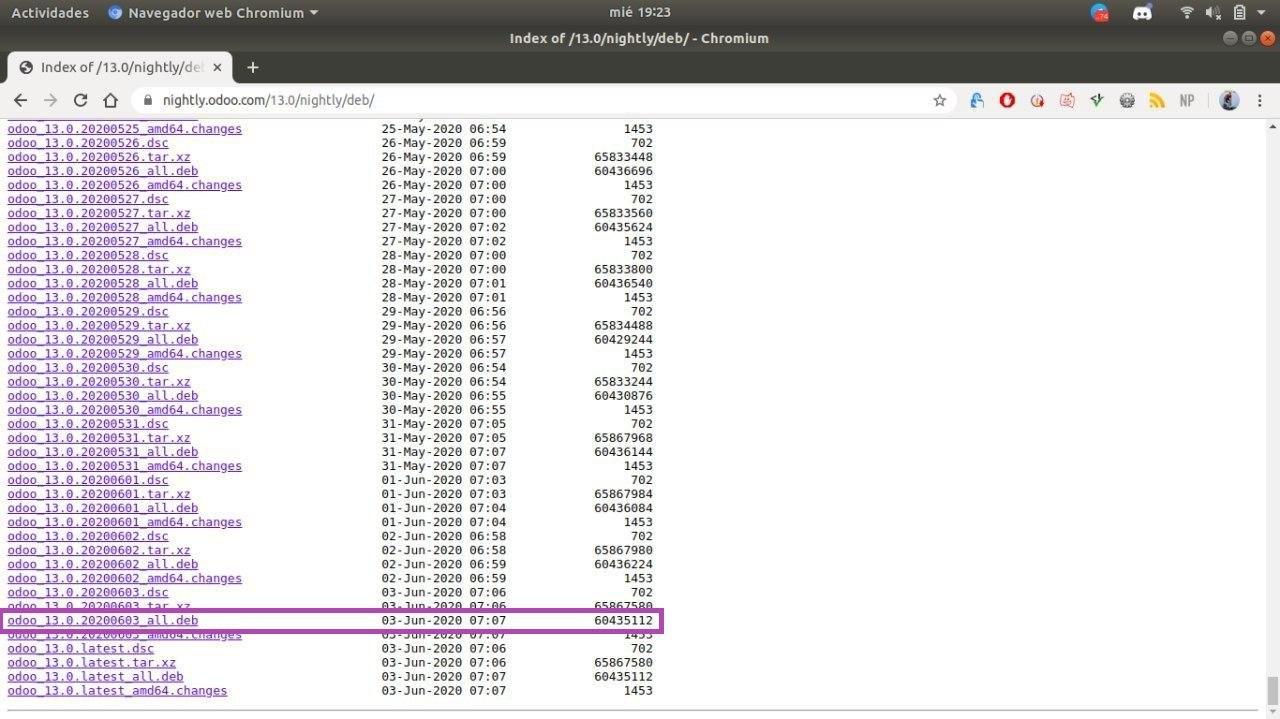 Actividades Navegador web Chromium mié 19:23 74
Index of /13.0/nightly/deb/ - Chromium
Index of /13.0/nightly/deb
nightly.odoo.com/13.0/nightly/deb/ NP
odoo_13.0.20200525_amd64.changes 25-May-2020 06:54 1453
odoo_13.0.20200526.dsc 26-May-2020 06:59 702
odoo_13.0.20200526.tar.xz 26-May-2020 06:59 65833448
odoo_13.0.20200526_all.deb 26-May-2020 07:00 60436696
odoo_13.0.20200526_amd64.changes 26-May-2020 07:00 1453
odoo_13.0.20200527.dsc 27-May-2020 07:00 702
odoo_13.0.20200527.tar.xz 27-May-2020 07:00 65833560
odoo_13.0.20200527_all.deb 27-May-2020 07:02 60435624
odoo_13.0.20200527_amd64.changes 27-May-2020 07:02 1453
odoo_13.0.20200528.dsc 28-May-2020 07:00 702
odoo_13.0.20200528.tar.xz 28-May-2020 07:00 65833800
odoo_13.0.20200528_all.deb 28-May-2020 07:01 60436540
odoo_13.0.20200528_amd64.changes 28-May-2020 07:01 1453
odoo_13.0.20200529.dsc 29-May-2020 06:56 702
odoo_13.0.20200529.tar.xz 29-May-2020 06:56 65834488
odoo_13.0.20200529_all.deb 29-May-2020 06:57 60429244
odoo_13.0.20200529_amd64.changes 29-May-2020 06:57 1453
odoo_13.0.20200530.dsc 30-May-2020 06:54 702
odoo_13.0.20200530.tar.xz 30-May-2020 06:54 65833244
odoo_13.0.20200530_all.deb 30-May-2020 06:55 60430876
odoo_13.0.20200530_amd64.changes 30-May-2020 06:55 1453
odoo_13.0.20200531.dsc 31-May-2020 07:05 702
odoo_13.0.20200531.tar.xz 31-May-2020 07:05 65867968
odoo_13.0.20200531_all.deb 31-May-2020 07:07 60436144
odoo_13.0.20200531_amd64.changes 31-May-2020 07:07 1453
odoo_13.0.20200601.dsc 01-Jun-2020 07:03 702
odoo_13.0.20200601.tar.xz 01-Jun-2020 07:03 65867984
odoo_13.0.20200601_all.deb 01-Jun-2020 07:04 60436084
odoo_13.0.20200601_amd64.changes 01-Jun-2020 07:04 1453
odoo_13.0.20200602.dsc 02-Jun-2020 06:58 702
odoo_13.0.20200602.tar.xz 02-Jun-2020 06:58 65867980
odoo_13.0.20200602_all.deb 02-Jun-2020 06:59 60436224
odoo_13.0.20200602_amd64.changes 02-Jun-2020 06:59 1453
odoo_13.0.20200603.dsc 03-Jun-2020 07:06 702
odoo_13.0.20200603.tar.xz 03-Jun-2020 07:06 65867580
odoo_13.0.20200603_all.deb 03-Jun-2020 07:07 60435112
odoo_13.0.20200603_amd64.changes 03-Jun-2020 07:07 1453
odoo_13.0.latest.dsc 03-Jun-2020 07:06 702
odoo_13.0.latest.tar.xz 03-Jun-2020 07:06 65867580
odoo_13.0.latest_all.deb 03-Jun-2020 07:07 60435112
odoo_13.0.latest_amd64.changes 03-Jun-2020 07:07 1453